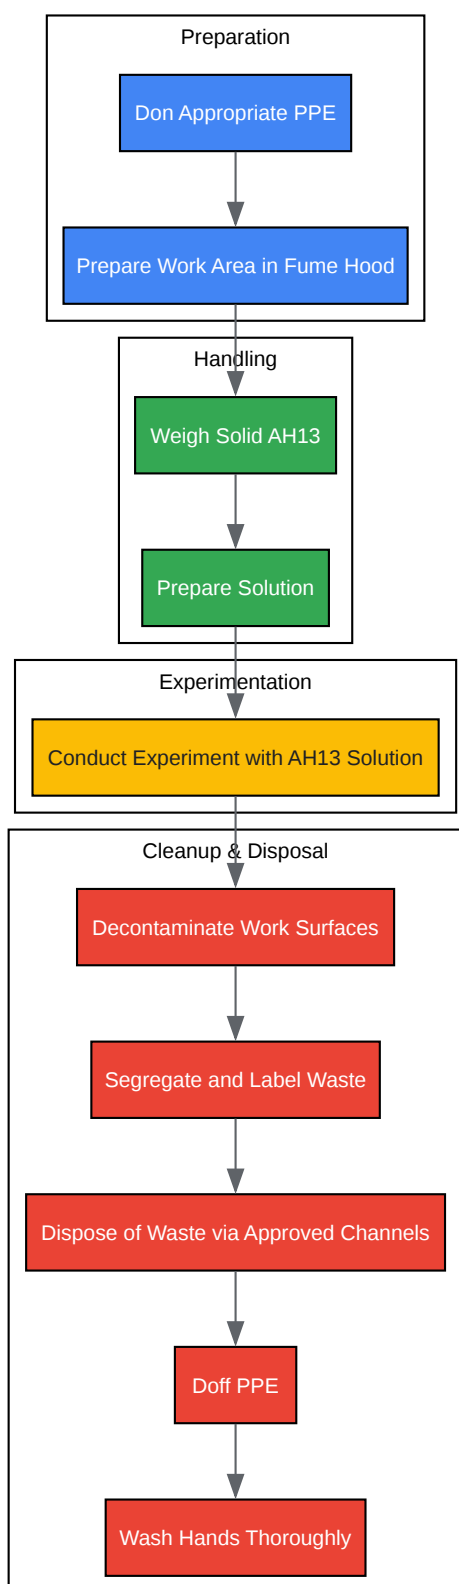 Preparation
Don Appropriate PPE
Prepare Work Area in Fume Hood
Handling
Weigh Solid AH13
Prepare Solution
Experimentation
Conduct Experiment with AH13 Solution
Cleanup & Disposal
Decontaminate Work Surfaces
Segregate and Label Waste
Dispose of Waste via Approved Channels
Doff PPE
Wash Hands Thoroughly